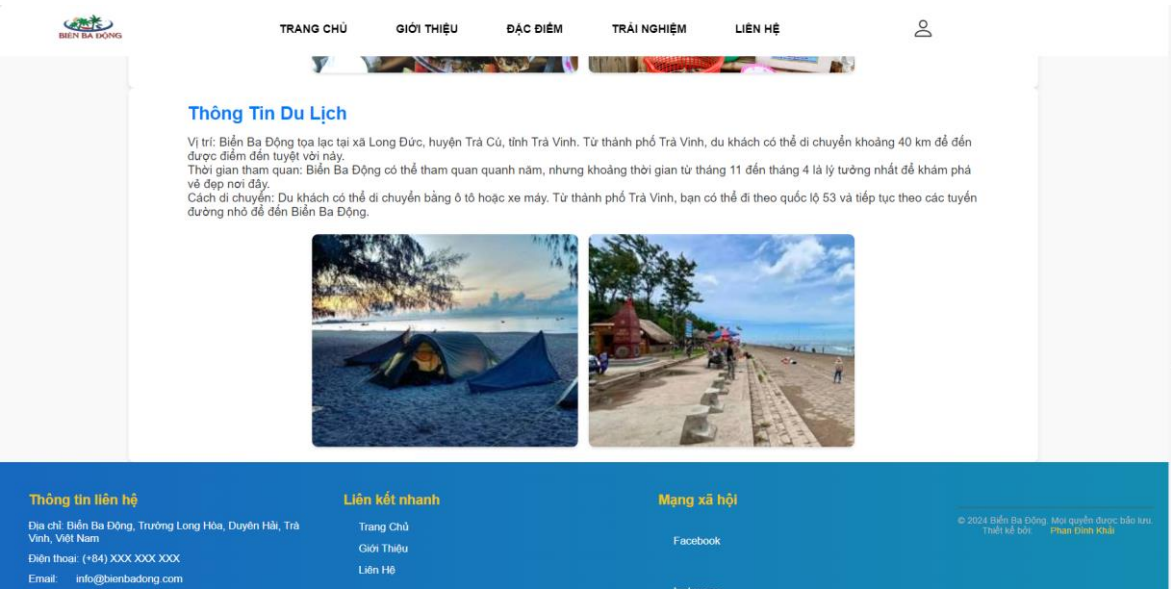 BIỂN BA ĐỘNG
TRANG CHỦ
GIỚI THIỆU
ĐẶC ĐIỂM
TRẢI NGHIỆM
LIÊN HỆ
Thông Tin Du Lịch
Vị trí: Biển Ba Động tọa lạc tại xã Long Đức, huyện Trà Cú, tỉnh Trà Vinh. Từ thành phố Trà Vinh, du khách có thể di chuyển khoảng 40 km để đến
được điểm đến tuyệt vời này.
Thời gian tham quan: Biển Ba Động có thể tham quan quanh năm, nhưng khoảng thời gian từ tháng 11 đến tháng 4 là lý tưởng nhất để khám phá
vẻ đẹp nơi đây.
Cách di chuyển: Du khách có thể di chuyển bằng ô tô hoặc xe máy. Từ thành phố Trà Vinh, bạn có thể đi theo quốc lộ 53 và tiếp tục theo các tuyến
đường nhỏ để đến Biển Ba Động.
Thông tin liên hệ
Địa chỉ: Biển Ba Động, Trường Long Hòa, Duyên Hải, Trà
Vinh, Việt Nam
Điện thoại: (+84) XXX XXX XXX
Email: info@bienbadong.com
Liên kết nhanh
Trang Chủ
Giới Thiệu
Liên Hệ
Mạng xã hội
Facebook
© 2024 Biển Ba Động. Mọi quyền được bảo lưu.
Thiết kế bởi: Phan Đình Khải